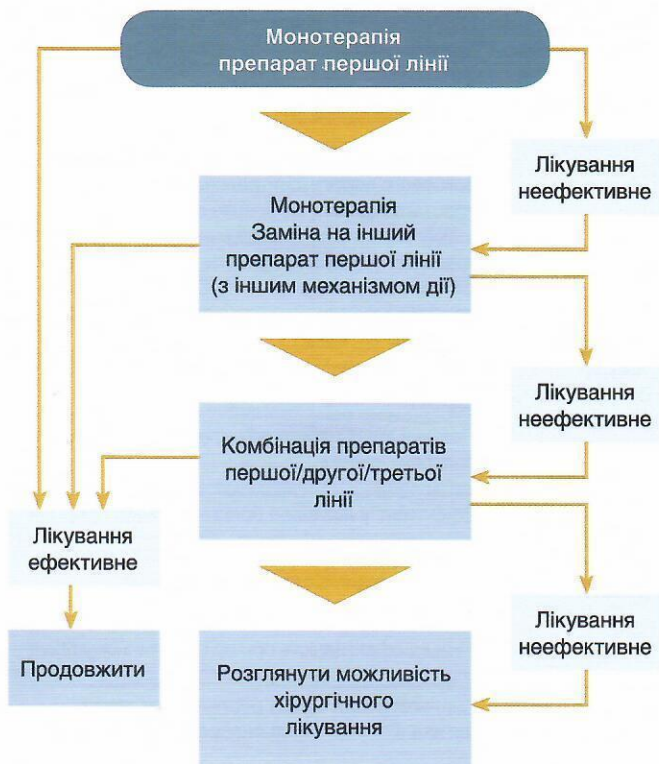 Монотерапія
препарат першої лінії
Лікування
неефективне
Монотерапія
Заміна на інший
препарат першої лінії
(з іншим механізмом дії)
Лікування
неефективне
Комбінація препаратів
першої/другої/третьої
лінії
Лікування
ефективне
Лікування
неефективне
Продовжити
Розглянути можливість
хірургічного
лікування